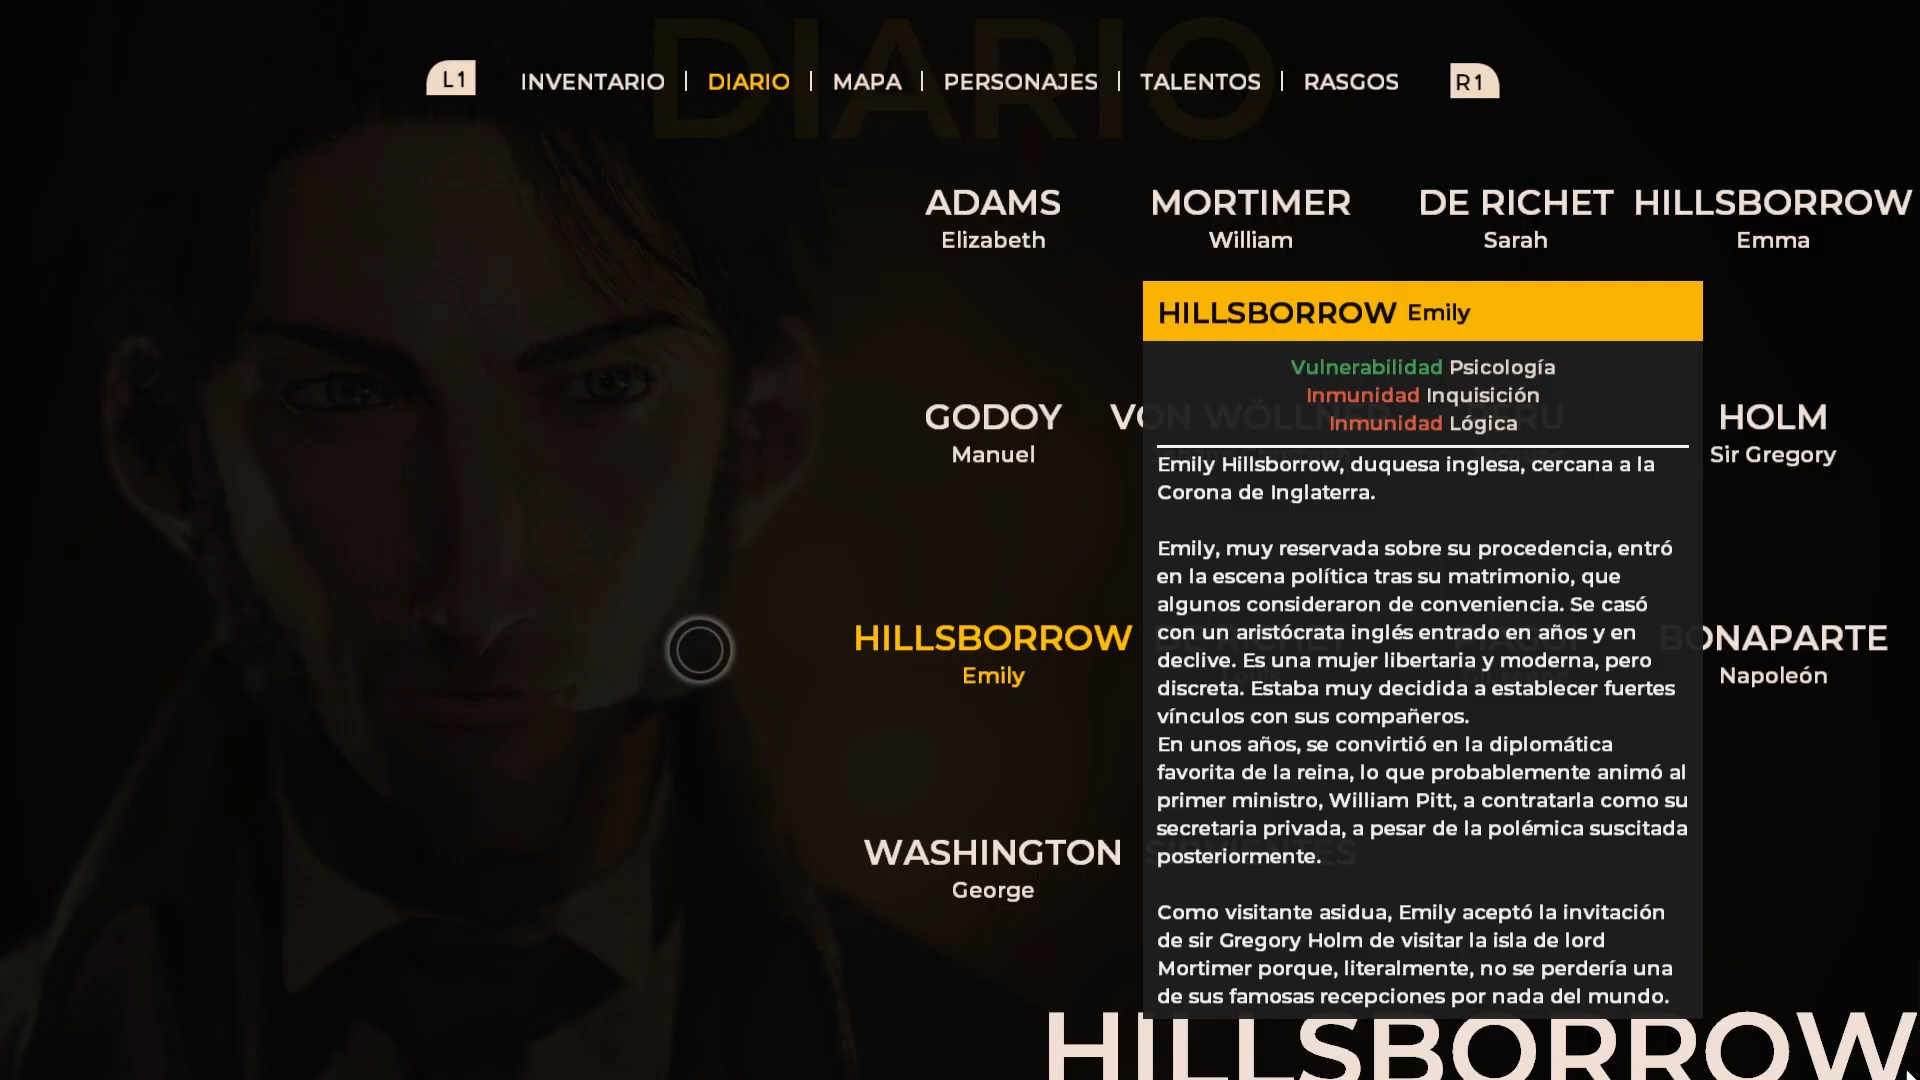 DIARIO
L1
INVENTARIO | DIARIO | MAPA | PERSONAJES | TALENTOS | RASGOS
R1
ADAMS
Elizabeth
MORTIMER
William
DE RICHET
Sarah
HILLSBORROW
Emma
GODOY
Manuel
VON WÖLLNER
HOLM
Sir Gregory
HILLSBORROW
Emily
DE RICHET
PIAGGI
BONAPARTE
Napoleón
WASHINGTON
George
HILLSBORROW Emily
Vulnerabilidad Psicología
Inmunidad Inquisición
Inmunidad Lógica
Emily Hillsborrow, duquesa inglesa, cercana a la
Corona de Inglaterra.
Emily, muy reservada sobre su procedencia, entró
en la escena política tras su matrimonio, que
algunos consideraron de conveniencia. Se casó
con un aristócrata inglés entrado en años y en
declive. Es una mujer libertaria y moderna, pero
discreta. Estaba muy decidida a establecer fuertes
vínculos con sus compañeros.
En unos años, se convirtió en la diplomática
favorita de la reina, lo que probablemente animó al
primer ministro, William Pitt, a contratarla como su
secretaria privada, a pesar de la polémica suscitada
posteriormente.
Como visitante asidua, Emily aceptó la invitación
de sir Gregory Holm de visitar la isla de lord
Mortimer porque, literalmente, no se perdería una
de sus famosas recepciones por nada del mundo.
HILLSBORROW